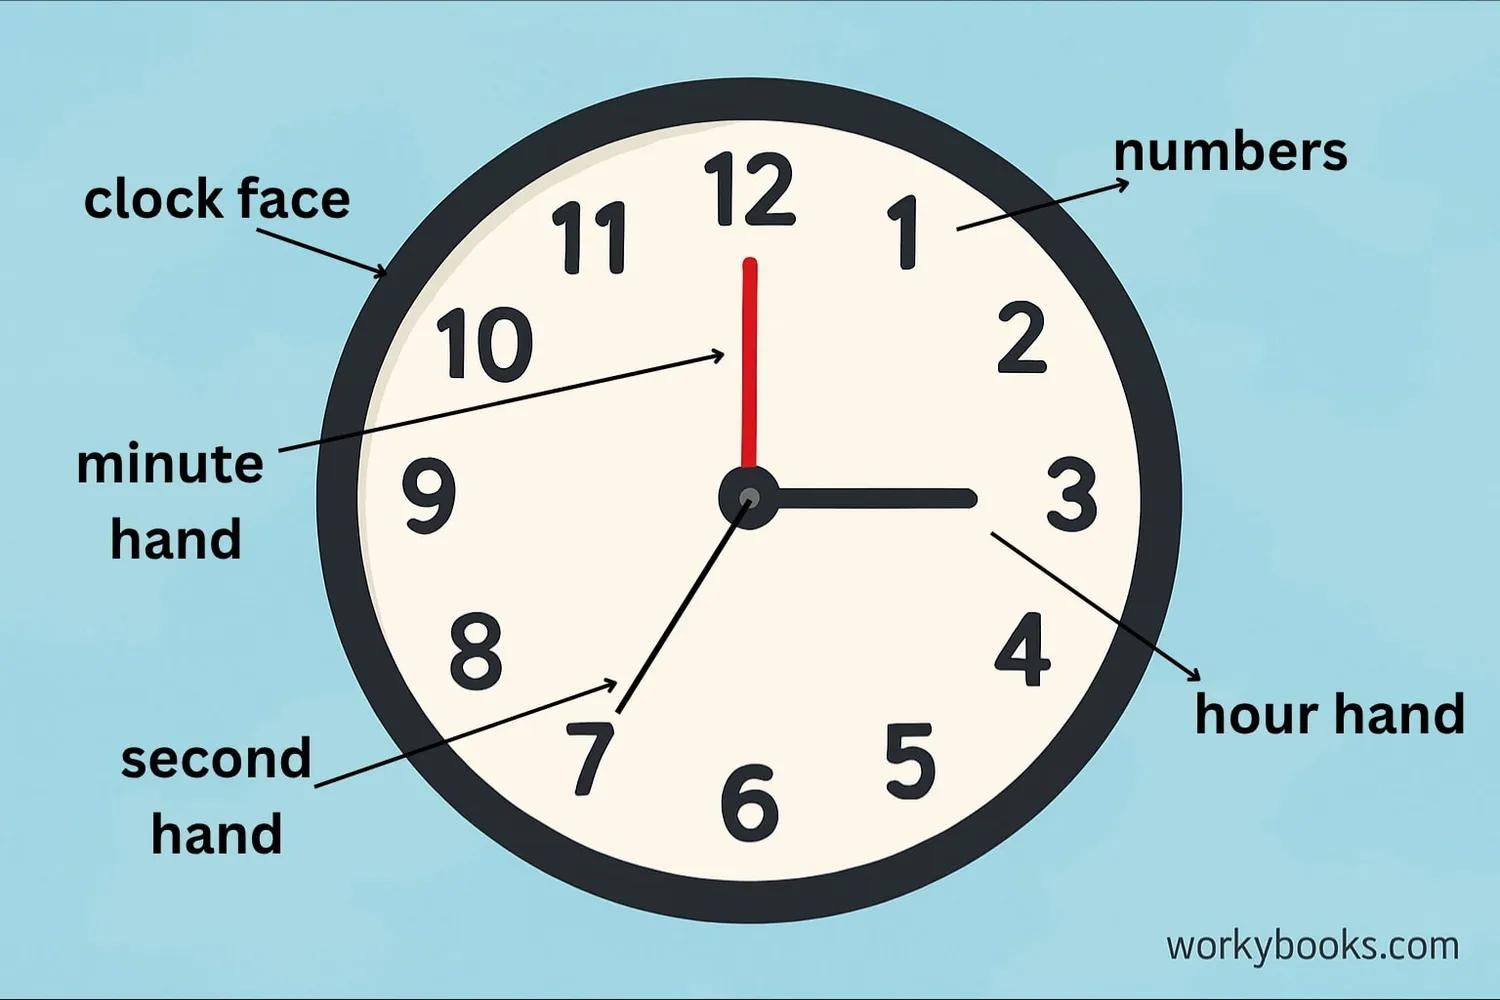 clock face
numbers
12
11
1
10
2
minute
hand
9
3
8
4
hour hand
second
hand
7
5
6
workybooks.com